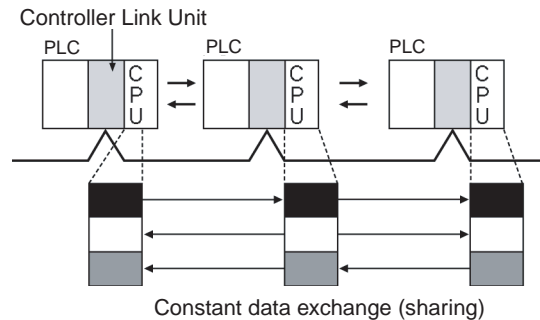 Controller Link Unit
PLC PLC PLC
C P U C P U C P U
Constant data exchange (sharing)